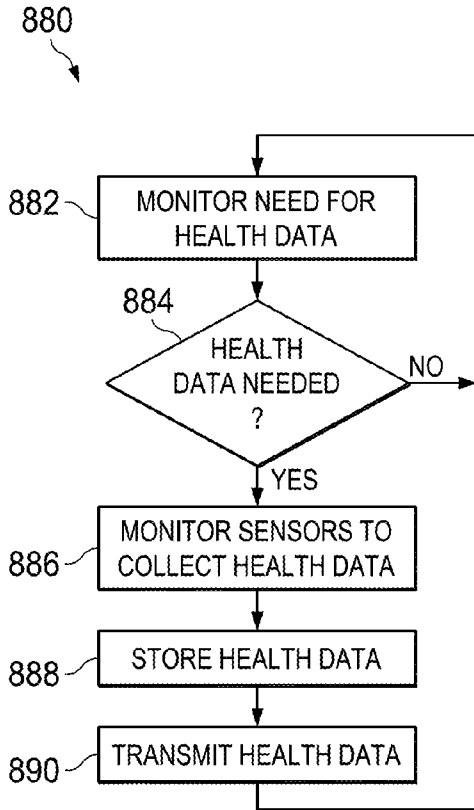 880
882
MONITOR NEED FOR
HEALTH DATA
884
HEALTH
DATA NEEDED
?
NO
YES
886
MONITOR SENSORS TO
COLLECT HEALTH DATA
888
STORE HEALTH DATA
890
TRANSMIT HEALTH DATA